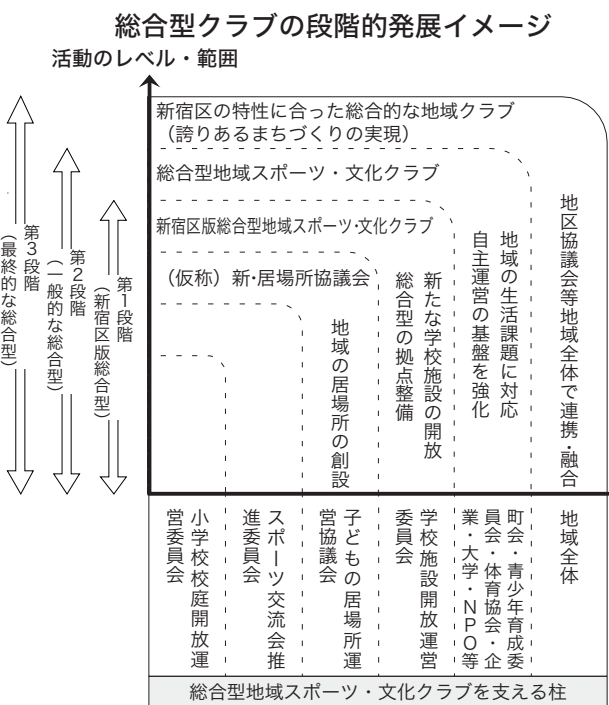 総合型クラブの段階的発展イメージ
活動のレベル・範囲
新宿区の特性に合った総合的な地域クラブ
（誇りあるまちづくりの実現）
総合型地域スポーツ・文化クラブ
新宿区版総合型地域スポーツ・文化クラブ
（仮称）新・居場所協議会
第３段階
（最終的な総合型）
第２段階
（一般的な総合型）
第１段階
（新宿区版総合型）
地域の居場所の創設
新たな学校施設の開放
総合型の拠点整備
地域の生活課題に対応
自主運営の基盤を強化
地区協議会等地域全体で連携・融合
小学校校庭開放運
営委員会
スポーツ交流会推
進委員会
子どもの居場所運
営協議会
学校施設開放運営
委員会
町会・青少年育成委
員会・体育協会・企
業・大学・ＮＰＯ等
地域全体
総合型地域スポーツ・文化クラブを支える柱